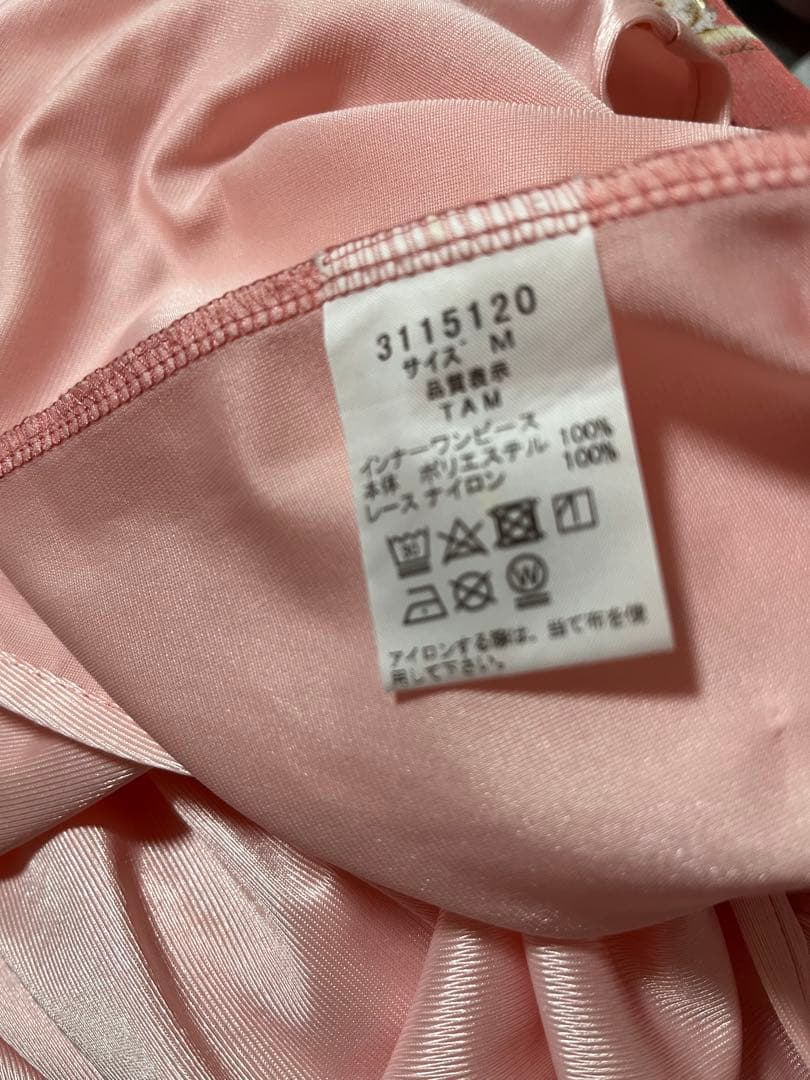 3115120
サイズ M
品質表示
TAM
インナーワンピース
本体 ポリエステル 100%
レース ナイロン 100%
30
W
アイロンする際は、当て布を使
用して下さい。